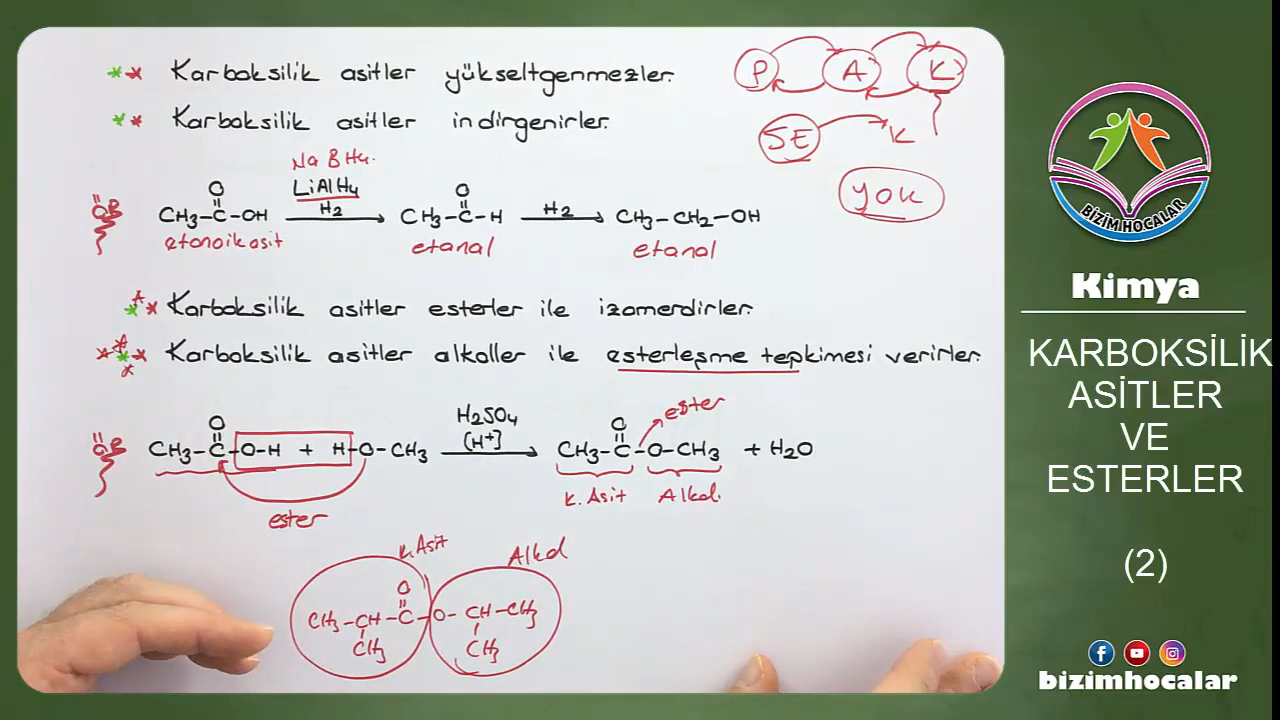 ** Karboksilik asitler yükseltgenmezler.
** Karboksilik asitler indirgenirler.
P A K
SE K
YOK
NaBH4.
LiAlH4
H2
H2
O O
CH3-C-OH CH3-C-H CH3-CH2-OH
etanoik asit etanal etanal
** Karboksilik asitler esterler ile izomerdirler.
** Karboksilik asitler alkoller ile esterleşme tepkimesi verirler.
H2SO4
[H+]
ester
O O
CH3-C-O-H + H-O-CH3 CH3-C-O-CH3 + H2O
ester
K. Asit Alkol.
K. Asit Alkol
O
CH3-CH-C-O-CH-CH3
CH3 CH3
BİZİM HOCALAR
Kimya
KARBOKSİLİK
ASİTLER
VE
ESTERLER
(2)
bizimhocalar